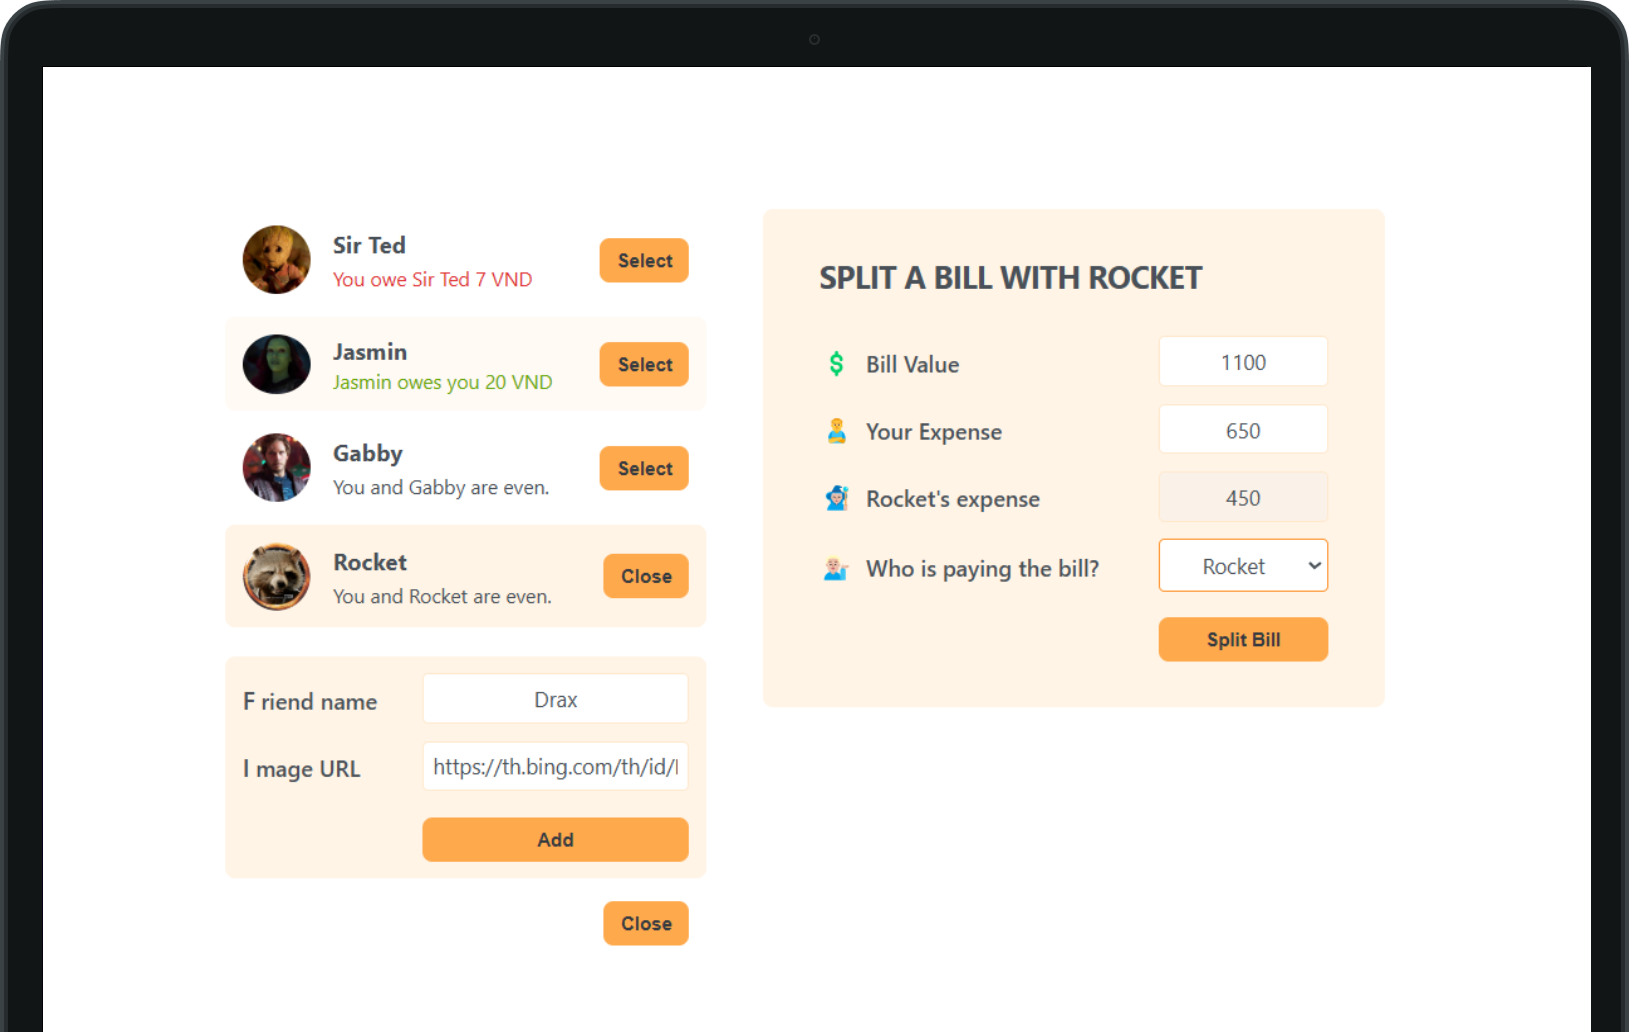 Sir Ted
You owe Sir Ted 7 VND
Select
Jasmin
Jasmin owes you 20 VND
Select
Gabby
You and Gabby are even.
Select
Rocket
You and Rocket are even.
Close
F riend name
Drax
I mage URL
https://th.bing.com/th/id/
Add
Close
SPLIT A BILL WITH ROCKET
Bill Value
1100
Your Expense
650
Rocket's expense
450
Who is paying the bill?
Rocket
Split Bill